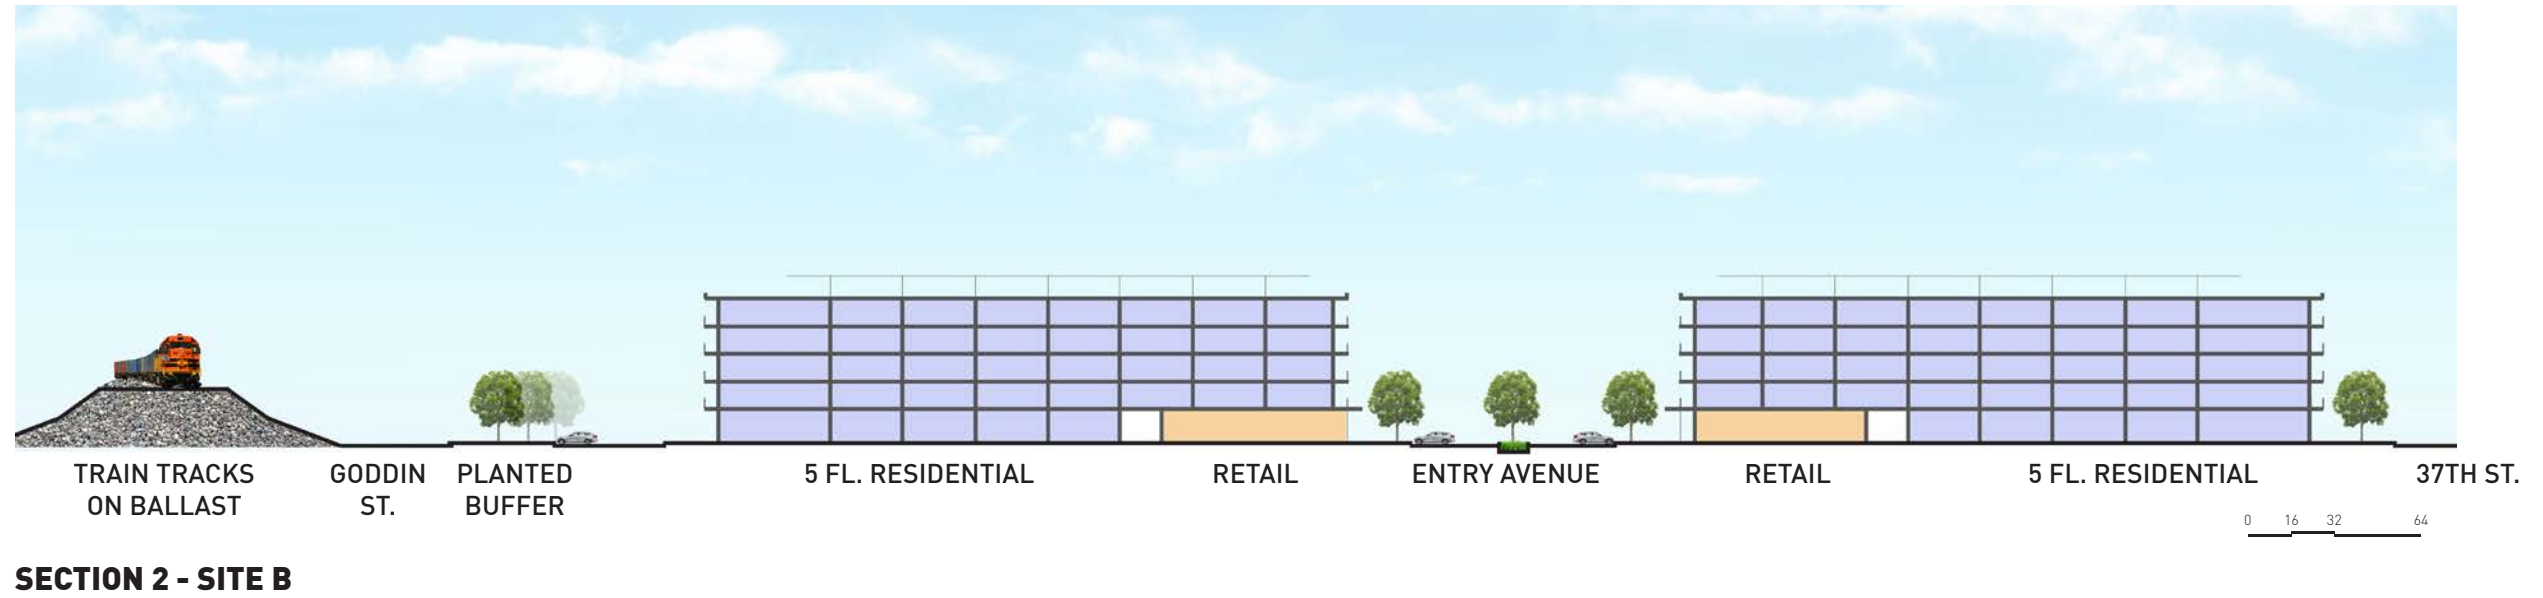 TRAIN TRACKS
ON BALLAST
GODDIN
ST.
PLANTED
BUFFER
5 FL. RESIDENTIAL
RETAIL
ENTRY AVENUE
RETAIL
5 FL. RESIDENTIAL
37TH ST.
0 16 32 64
SECTION 2 - SITE B